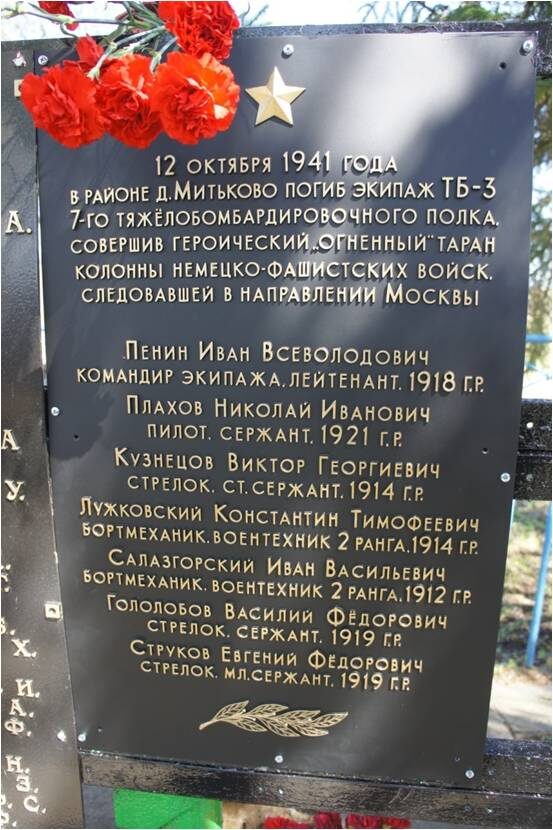 12 октября 1941 года
в районе д.Митьково погиб экипаж ТБ-3
7-го тяжёлобомбардировочного полка,
совершив героический „огненный" таран
колонны немецко-фашистских войск,
следовавшей в направлении Москвы
Пенин Иван Всеволодович
командир экипажа, лейтенант, 1918 г.р.
Плахов Николай Иванович
пилот, сержант, 1921 г.р.
Кузнецов Виктор Георгиевич
стрелок, ст.сержант, 1914 г.р.
Лужковский Константин Тимофеевич
бортмеханик, воентехник 2 ранга, 1914 г.р.
Салазгорский Иван Васильевич
бортмеханик, воентехник 2 ранга, 1912 г.р.
Гололобов Василий Фёдорович
стрелок, сержант, 1919 г.р.
Струков Евгений Фёдорович
стрелок, мл.сержант, 1919 г.р.